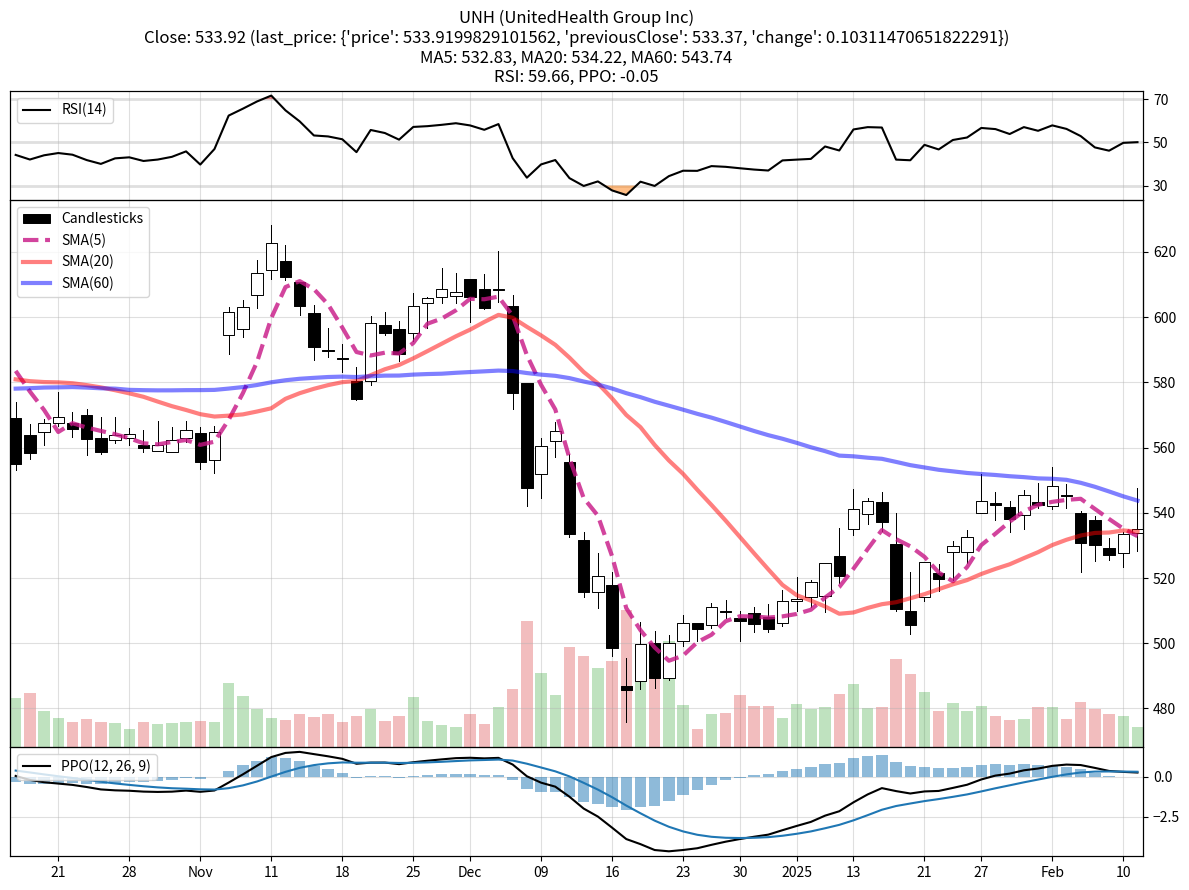 UNH (UnitedHealth Group Inc)
Close: 533.92 (last_price: {'price': 533.9199829101562, 'previousClose': 533.37, 'change': 0.10311470651822291})
MA5: 532.83, MA20: 534.22, MA60: 543.74
RSI: 59.66, PPO: -0.05
RSI(14)
70
50
30
Candlesticks
SMA(5)
SMA(20)
SMA(60)
620
600
580
560
540
520
500
480
PPO(12, 26, 9)
0.0
−2.5
21 28 Nov 11 18 25 Dec 09 16 23 30 2025 13 21 27 Feb 10